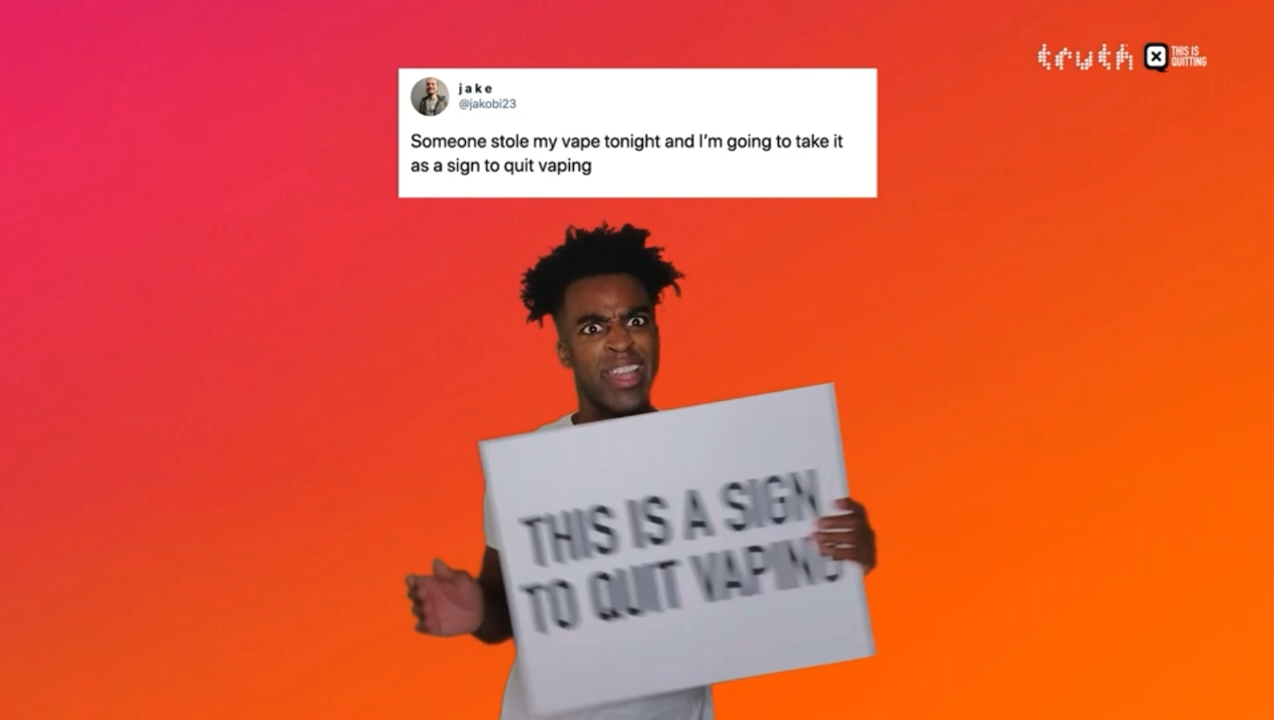 truth
THIS IS
QUITTING
jake
@jakobi23
Someone stole my vape tonight and I’m going to take it
as a sign to quit vaping
THIS IS A SIGN
TO QUIT VAPING